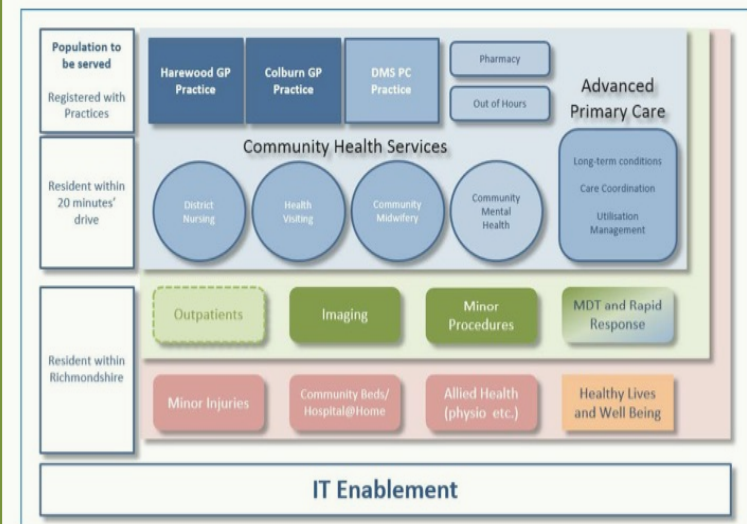 Population to
be served
Registered with
Practices
Harewood GP
Practice
Colburn GP
Practice
DMS PC
Practice
Pharmacy
Out of Hours
Advanced
Primary Care
Resident within
20 minutes'
drive
Community Health Services
District
Nursing
Health
Visiting
Community
Midwifery
Community
Mental
Health
Long-term conditions
Care Coordination
Utilisation
Management
Resident within
Richmondshire
Outpatients
Imaging
Minor
Procedures
MDT and Rapid
Response
Minor Injuries
Community Beds/
Hospital@Home
Allied Health
(physio etc.)
Healthy Lives
and Well Being
IT Enablement